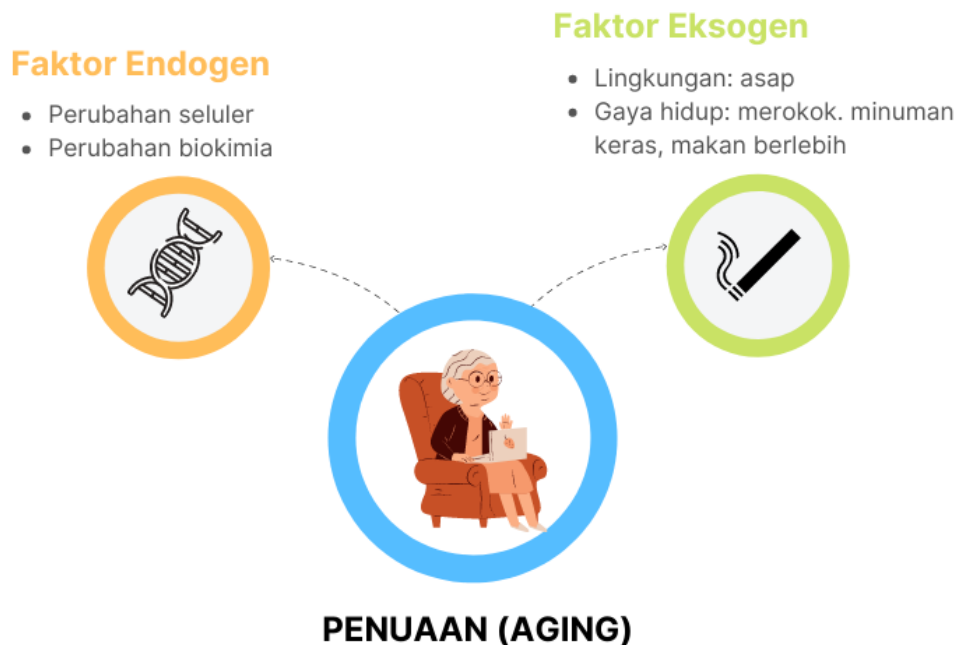 Faktor Endogen
• Perubahan seluler
• Perubahan biokimia
Faktor Eksogen
• Lingkungan: asap
• Gaya hidup: merokok. minuman
keras, makan berlebih
PENUAAN (AGING)